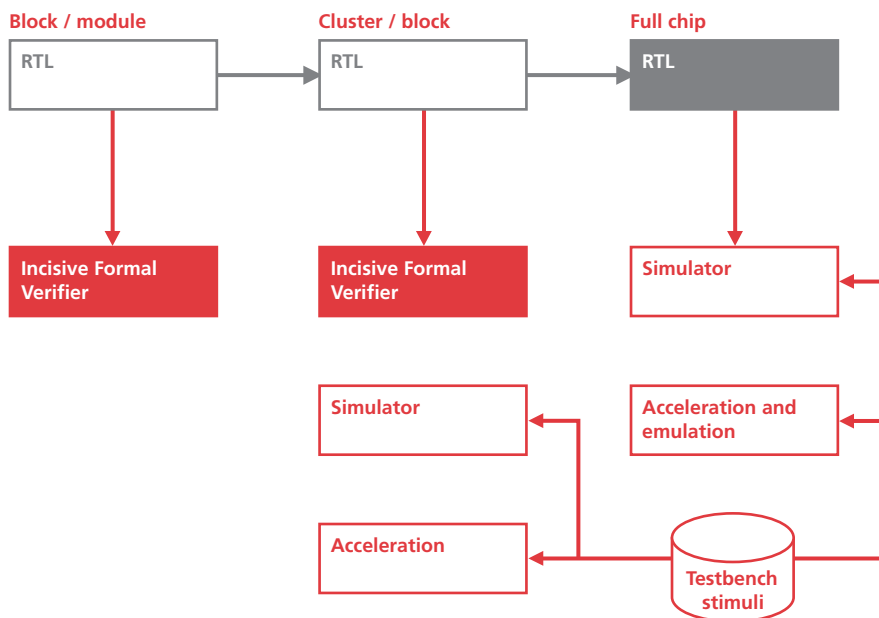 Block / module
Cluster / block
Full chip
RTL
RTL
RTL
Incisive Formal
Verifier
Incisive Formal
Verifier
Simulator
Simulator
Acceleration and
emulation
Acceleration
Testbench
stimuli